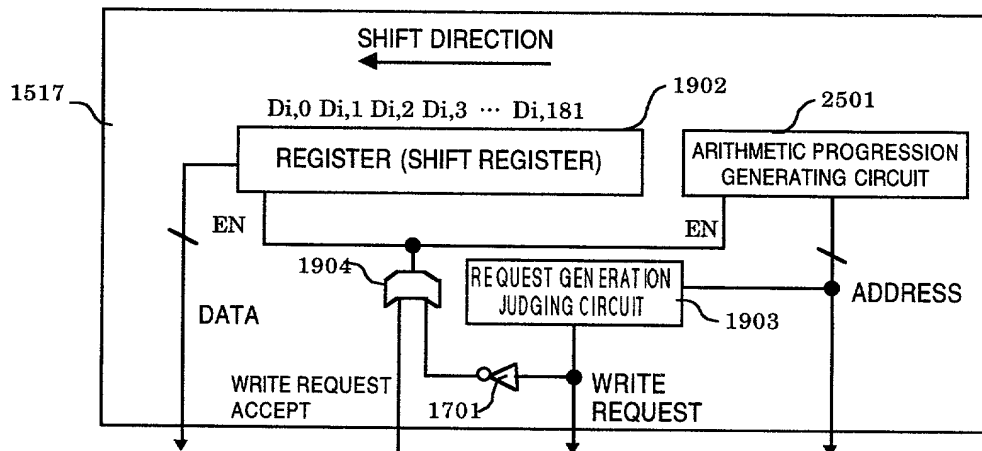 SHIFT DIRECTION
1517
1902
2501
Di,0 Di,1 Di,2 Di,3 ··· Di,181
REGISTER (SHIFT REGISTER)
ARITHMETIC PROGRESSION
GENERATING CIRCUIT
EN
EN
1904
REQUEST GENERATION
JUDGING CIRCUIT
1903
DATA
ADDRESS
WRITE REQUEST
ACCEPT
1701
WRITE
REQUEST